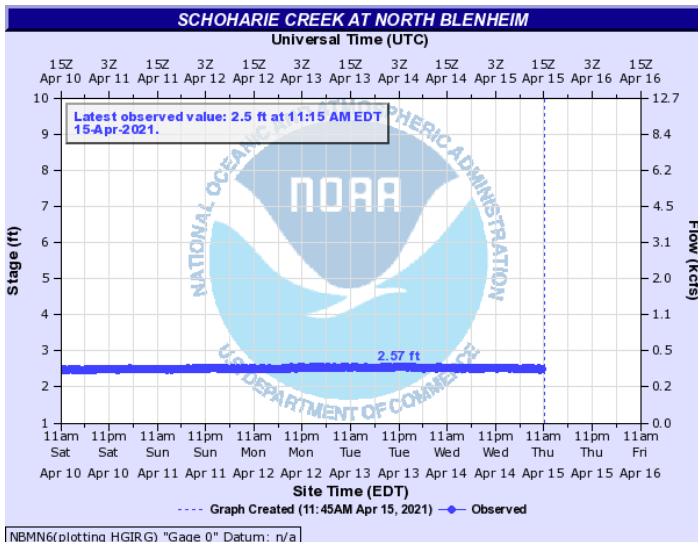 SCHOHARIE CREEK AT NORTH BLENHEIM
Universal Time (UTC)
15Z 3Z 15Z 3Z 15Z 3Z 15Z 3Z 15Z 3Z 15Z 3Z 15Z
Apr 10 Apr 11 Apr 11 Apr 12 Apr 12 Apr 13 Apr 13 Apr 14 Apr 14 Apr 15 Apr 15 Apr 16 Apr 16
Latest observed value: 2.5 ft at 11:15 AM EDT
15-Apr-2021.
NATIONAL OCEANIC AND ATMOSPHERIC ADMINISTRATION
NOAA
U.S. DEPARTMENT OF COMMERCE
Stage (ft)
10
9
8
7
6
5
4
3
2
1
2.57 ft
12.7
8.4
6.2
4.5
3.1
2.0
1.1
0.5
0.2
0.0
Flow (kcfs)
11am 11pm 11am 11pm 11am 11pm 11am 11pm 11am 11pm 11am 11pm 11am
Sat Sat Sun Sun Mon Mon Tue Tue Wed Wed Thu Thu Fri
Apr 10 Apr 10 Apr 11 Apr 11 Apr 12 Apr 12 Apr 13 Apr 13 Apr 14 Apr 14 Apr 15 Apr 15 Apr 16
Site Time (EDT)
Graph Created (11:45AM Apr 15, 2021) Observed
NBMN6(plotting HGIRG) "Gage 0" Datum: n/a